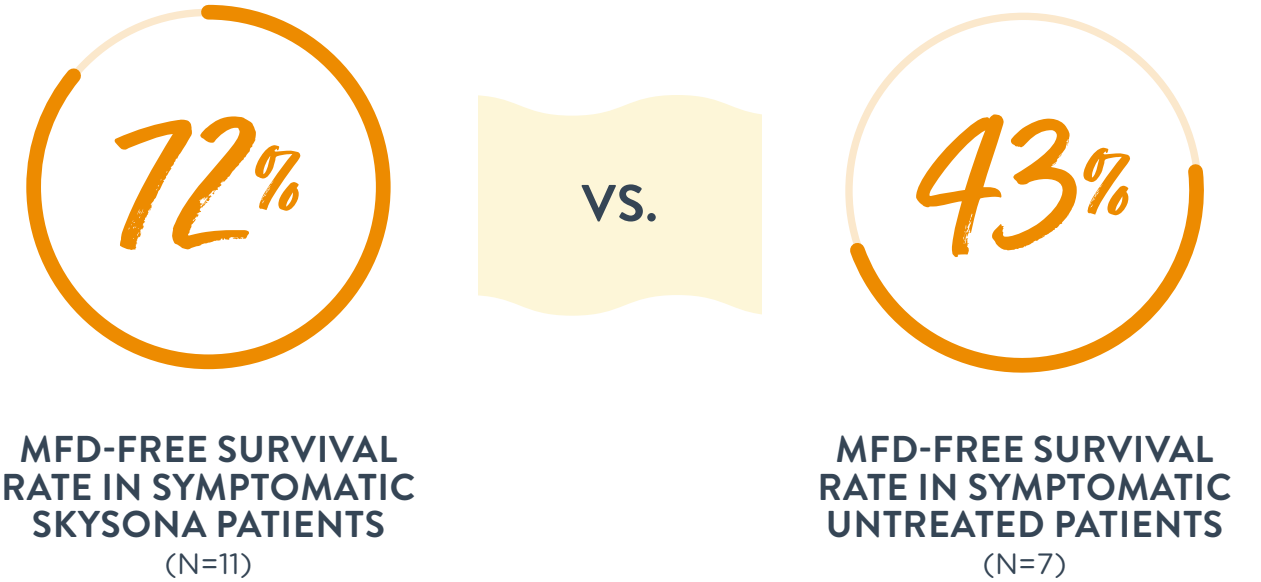 72%
MFD-FREE SURVIVAL
RATE IN SYMPTOMATIC
SKYSONA PATIENTS
(N=11)
VS.
43%
MFD-FREE SURVIVAL
RATE IN SYMPTOMATIC
UNTREATED PATIENTS
(N=7)